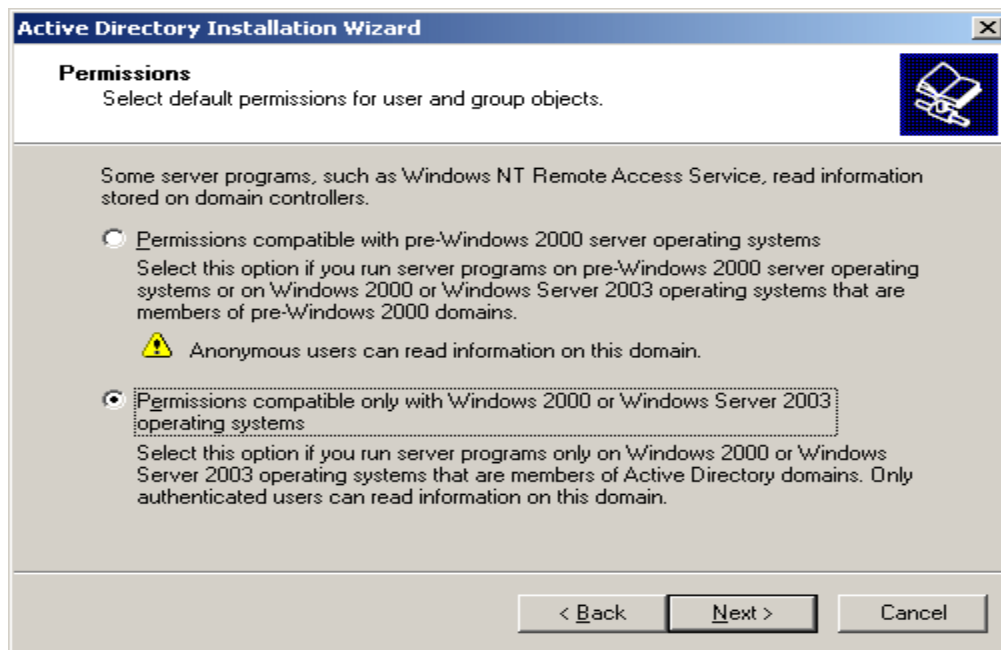 Active Directory Installation Wizard
Permissions
Select default permissions for user and group objects.
Some server programs, such as Windows NT Remote Access Service, read information
stored on domain controllers.
Permissions compatible with pre-Windows 2000 server operating systems
Select this option if you run server programs on pre-Windows 2000 server operating
systems or on Windows 2000 or Windows Server 2003 operating systems that are
members of pre-Windows 2000 domains.
Anonymous users can read information on this domain.
Permissions compatible only with Windows 2000 or Windows Server 2003
operating systems
Select this option if you run server programs only on Windows 2000 or Windows
Server 2003 operating systems that are members of Active Directory domains. Only
authenticated users can read information on this domain.
< Back
Next >
Cancel